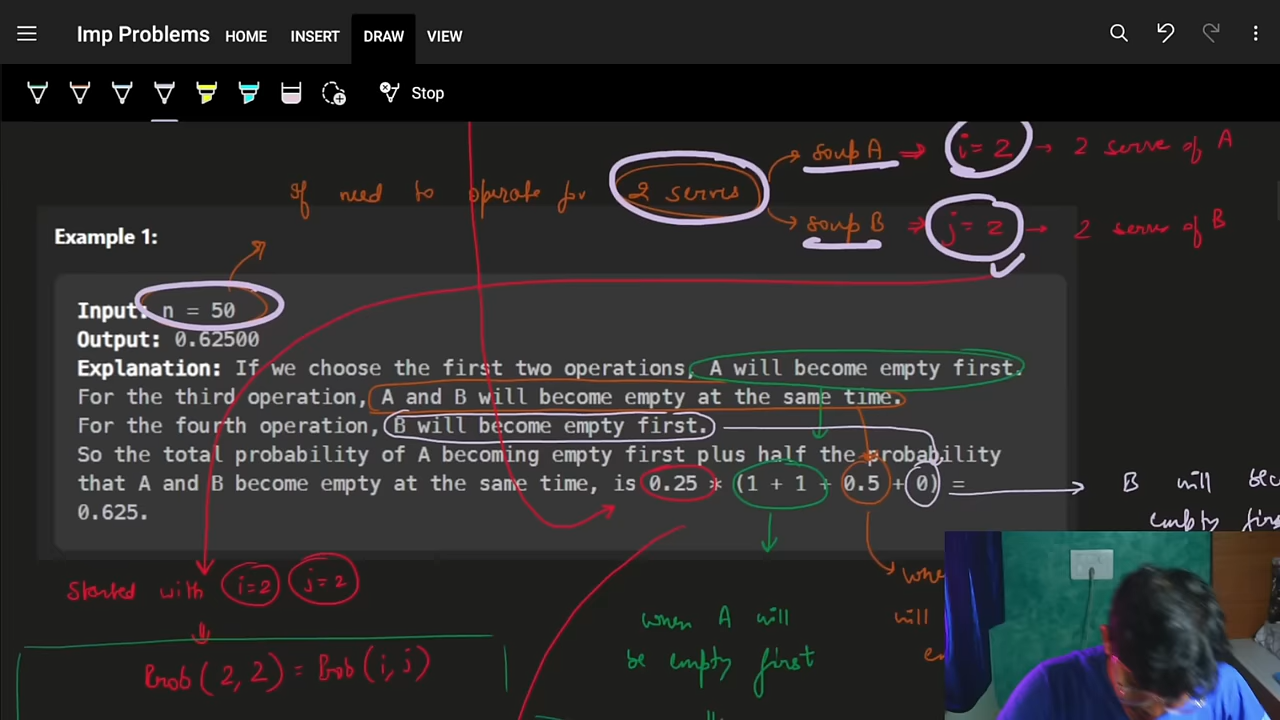 Imp Problems HOME INSERT DRAW VIEW
Stop
soup A ⇒ i = 2 → 2 serve of A
If need to operate for 2 serves
soup B ⇒ j = 2 → 2 serve of B
Example 1:
Input: n = 50
Output: 0.62500
Explanation: If we choose the first two operations, A will become empty first.
For the third operation, A and B will become empty at the same time.
For the fourth operation, B will become empty first.
So the total probability of A becoming empty first plus half the probability
that A and B become empty at the same time, is 0.25 * (1 + 1 + 0.5 + 0) =
0.625.
B will
empty
Started with i=2 j=2
when A will
be empty first
will
Prob(2,2) = Prob(i,j)